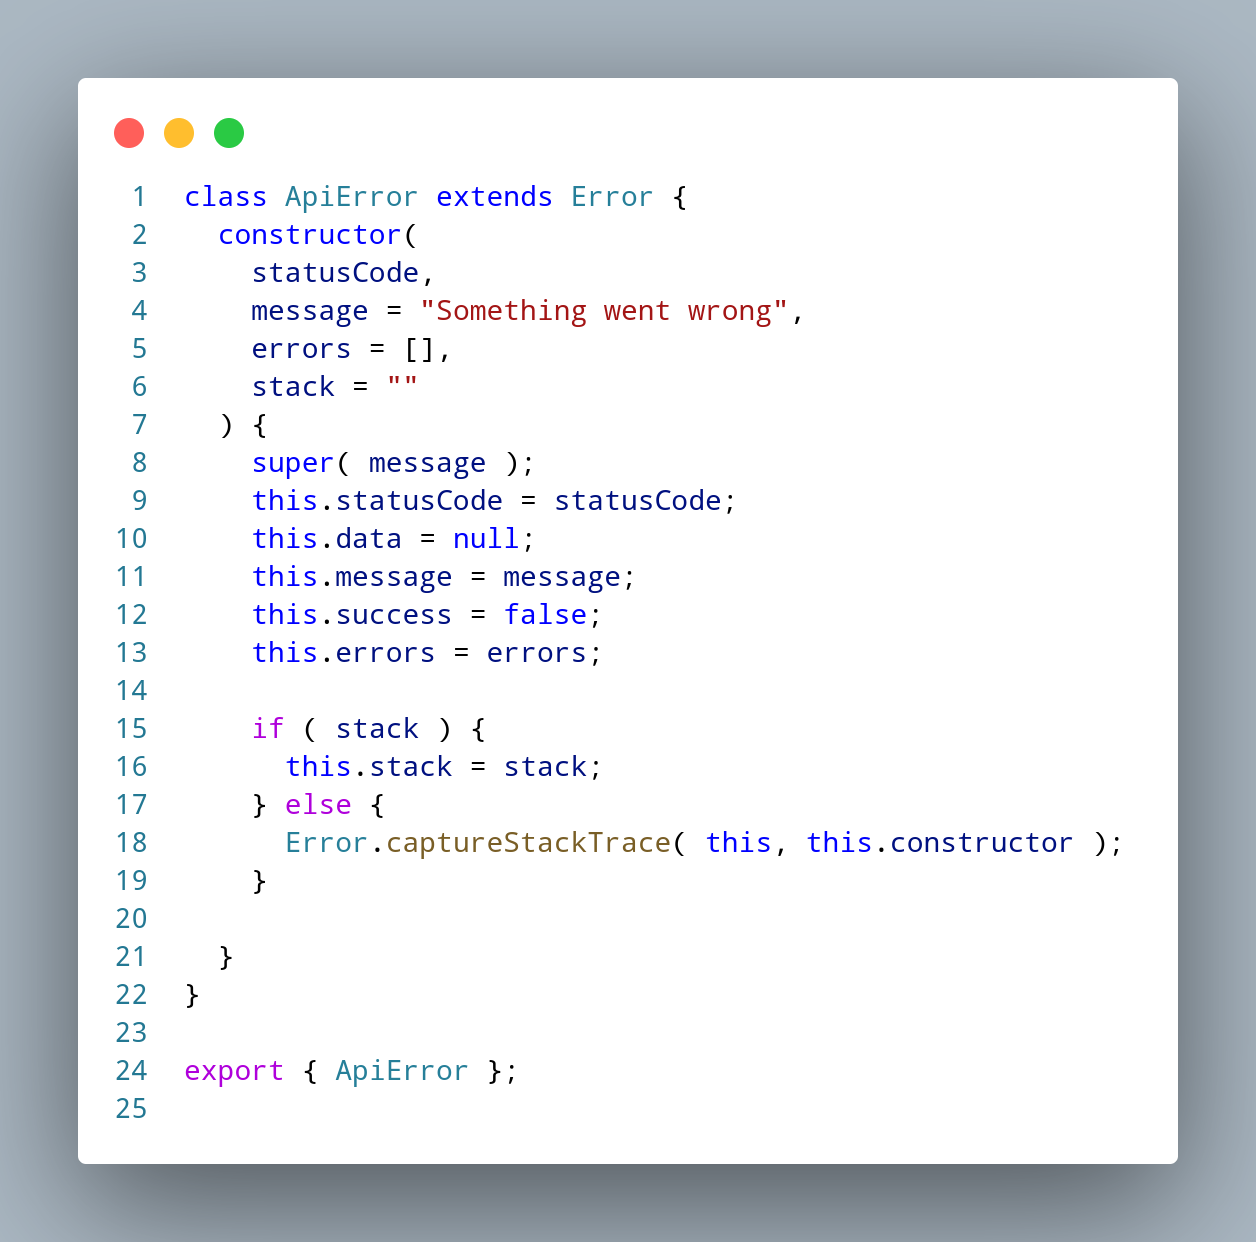 1 class ApiError extends Error {
2   constructor(
3     statusCode,
4     message = "Something went wrong",
5     errors = [],
6     stack = ""
7   ) {
8     super( message );
9     this.statusCode = statusCode;
10     this.data = null;
11     this.message = message;
12     this.success = false;
13     this.errors = errors;
14
15     if ( stack ) {
16       this.stack = stack;
17     } else {
18       Error.captureStackTrace( this, this.constructor );
19     }
20
21   }
22 }
23
24 export { ApiError };
25